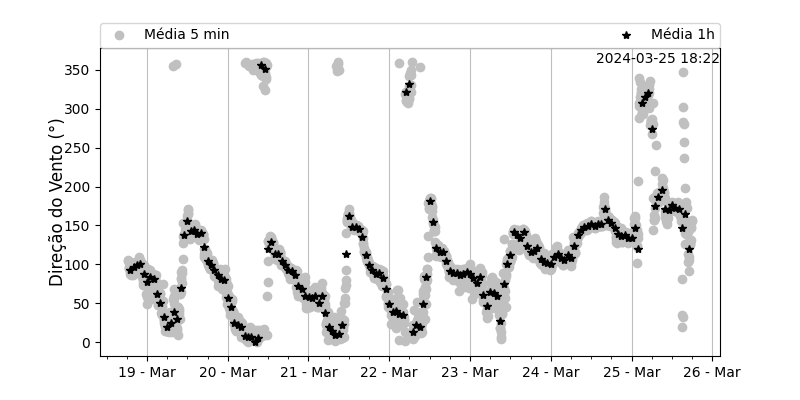 Média 5 min
Média 1h
2024-03-25 18:22
Direção do Vento (°)
350
300
250
200
150
100
50
0
19 - Mar
20 - Mar
21 - Mar
22 - Mar
23 - Mar
24 - Mar
25 - Mar
26 - Mar